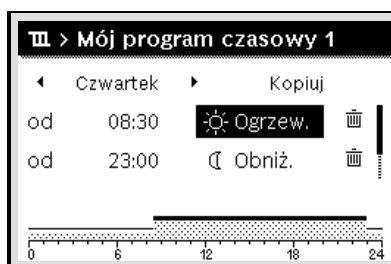 > Mój program czasowy 1
Czwartek Kopiuj
od 08:30 Ogrzew.
od 23:00 Obniż.
0 6 12 18 24